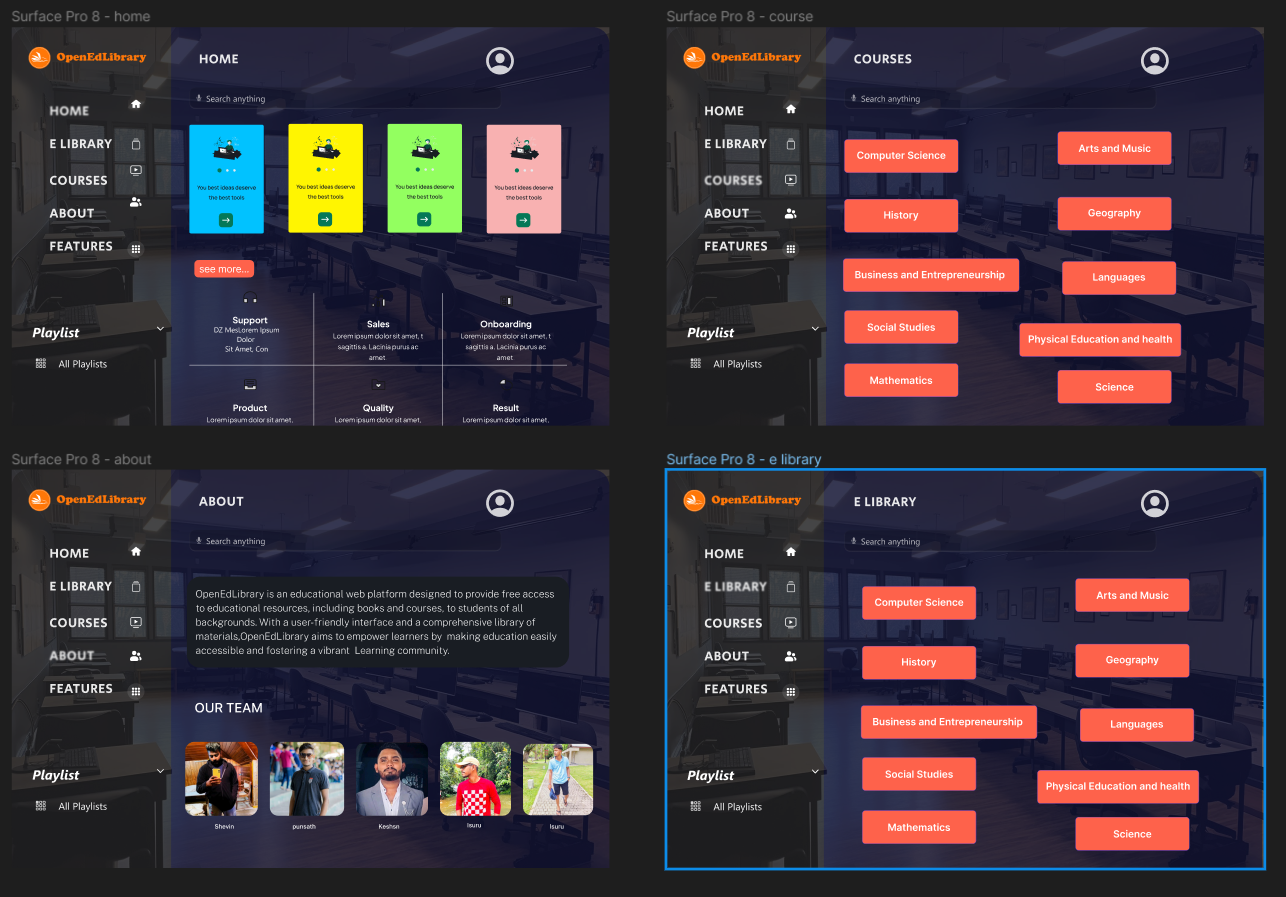 Surface Pro 8 - home
OpenEdLibrary
HOME
Search anything
HOME
E LIBRARY
COURSES
ABOUT
FEATURES
Playlist
All Playlists
You best ideas deserve
the best tools
You best ideas deserve
the best tools
You best ideas deserve
the best tools
You best ideas deserve
the best tools
see more...
Support
DZ MesLorem Ipsum
Dolor
Sit Amet, Con
Sales
Lorem ipsum dolor sit amet, t
sagittis a. Lacinia purus ac
amet.
Onboarding
Lorem ipsum dolor sit amet, t
sagittis a. Lacinia purus ac
amet.
Product
Lorem ipsum dolor sit amet,
Quality
Lorem ipsum dolor sit amet,
Result
Lorem ipsum dolor sit amet,
Surface Pro 8 - course
OpenEdLibrary
COURSES
Search anything
HOME
E LIBRARY
COURSES
ABOUT
FEATURES
Playlist
All Playlists
Computer Science
Arts and Music
History
Geography
Business and Entrepreneurship
Languages
Social Studies
Physical Education and health
Mathematics
Science
Surface Pro 8 - about
OpenEdLibrary
ABOUT
Search anything
HOME
E LIBRARY
COURSES
ABOUT
FEATURES
Playlist
All Playlists
OpenEdLibrary is an educational web platform designed to provide free access
to educational resources, including books and courses, to students of all
backgrounds. With a user-friendly interface and a comprehensive library of
materials,OpenEdLibrary aims to empower learners by making education easily
accessible and fostering a vibrant Learning community.
OUR TEAM
Shevin
punsath
Keshsn
Isuru
Isuru
Surface Pro 8 - e library
OpenEdLibrary
E LIBRARY
Search anything
HOME
E LIBRARY
COURSES
ABOUT
FEATURES
Playlist
All Playlists
Computer Science
Arts and Music
History
Geography
Business and Entrepreneurship
Languages
Social Studies
Physical Education and health
Mathematics
Science